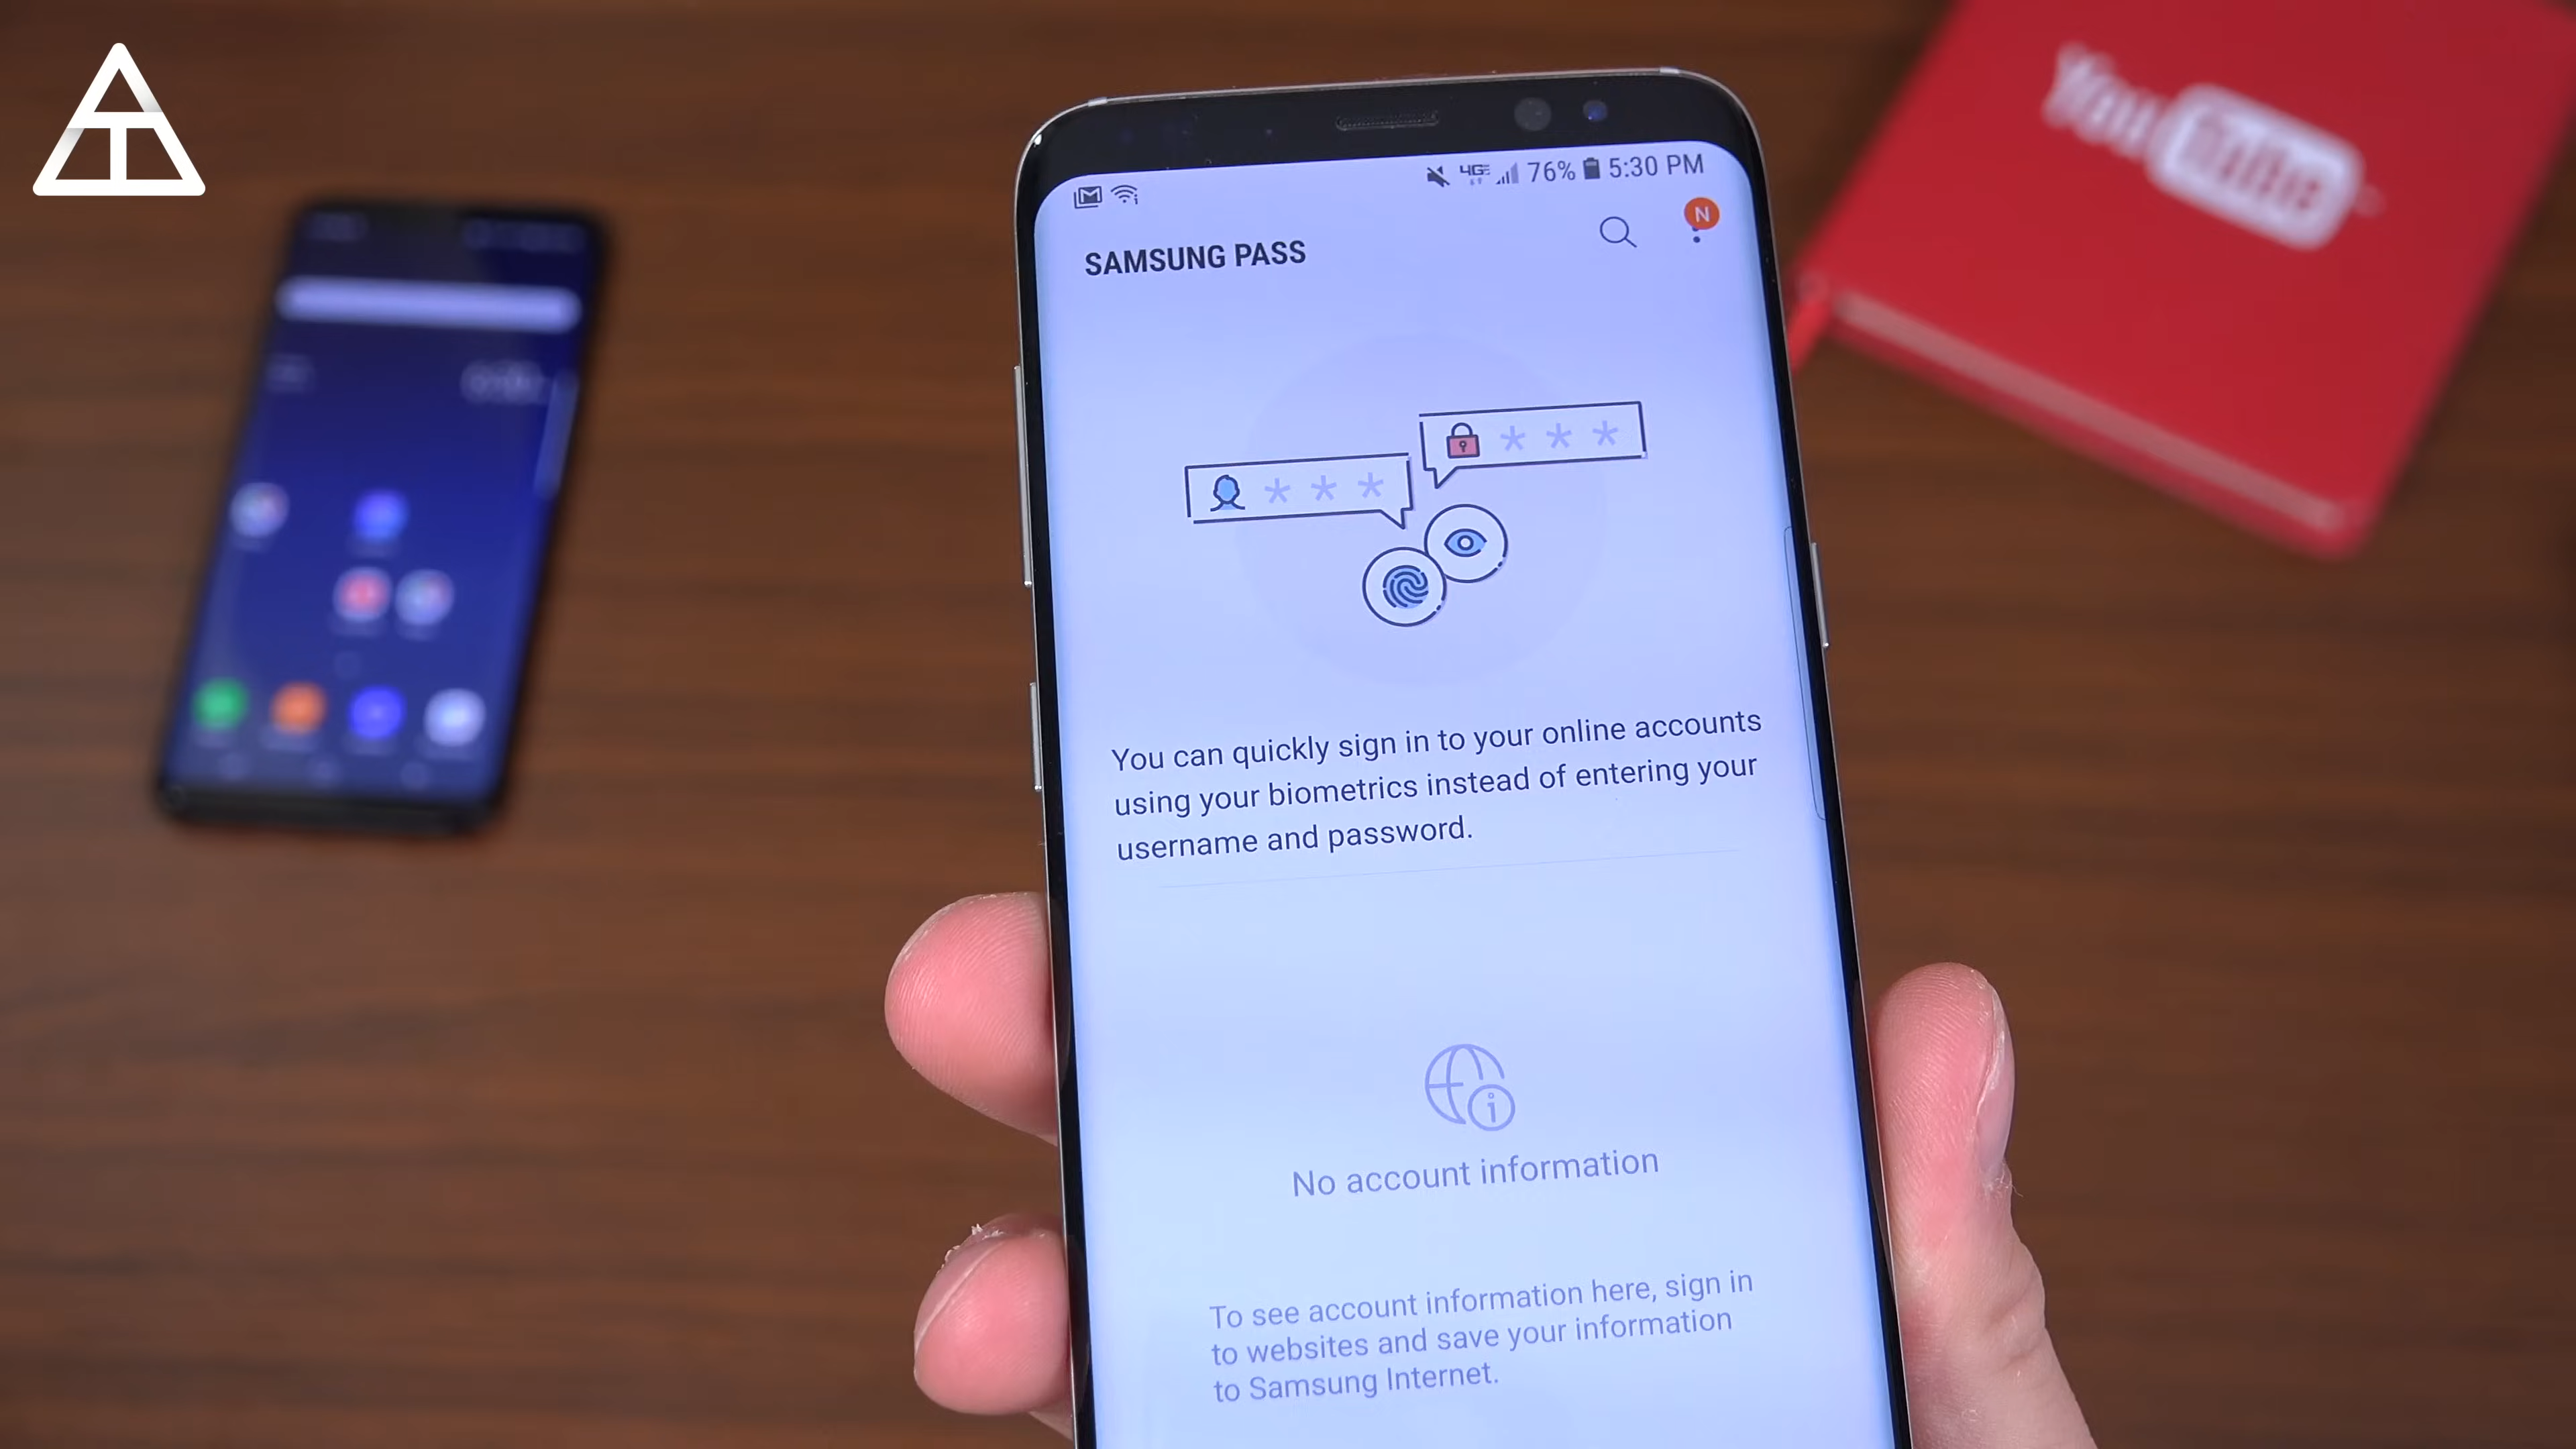 76% 5:30 PM
N
SAMSUNG PASS
* * *
* * *
You can quickly sign in to your online accounts
using your biometrics instead of entering your
username and password.
No account information
To see account information here, sign in
to websites and save your information
to Samsung Internet.
You Tube